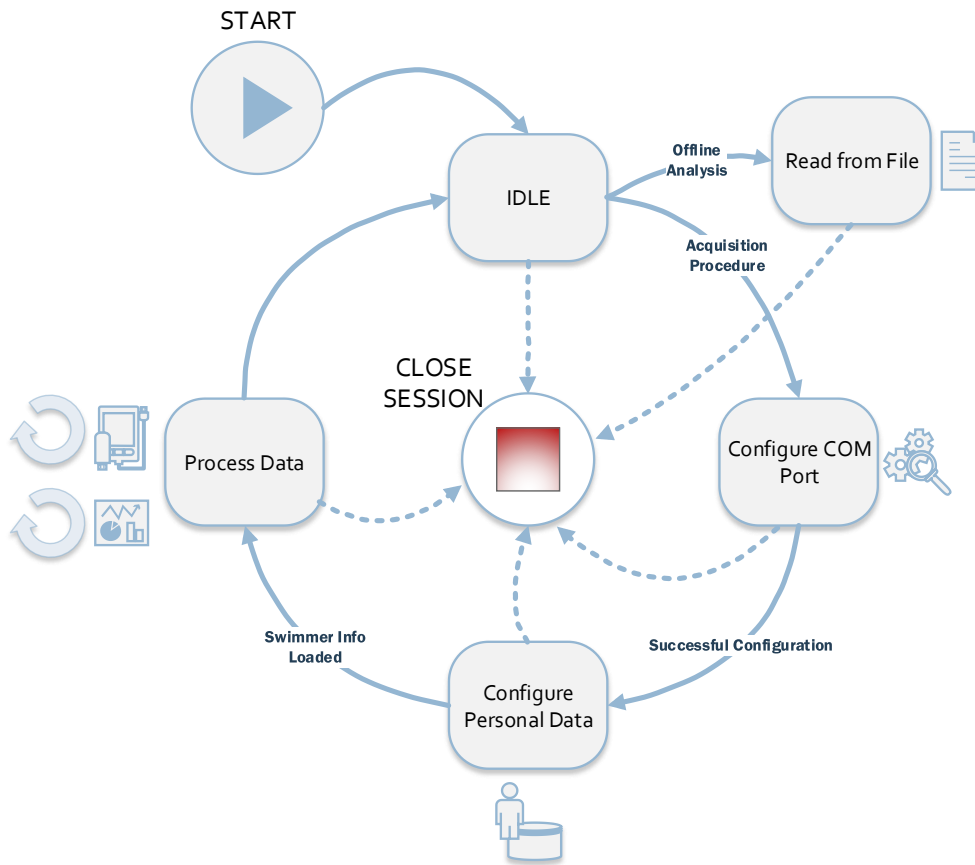 START
IDLE
Offline
Analysis
Read from File
Acquisition
Procedure
CLOSE
SESSION
Process Data
Configure COM
Port
Swimmer Info
Loaded
Successful Configuration
Configure
Personal Data